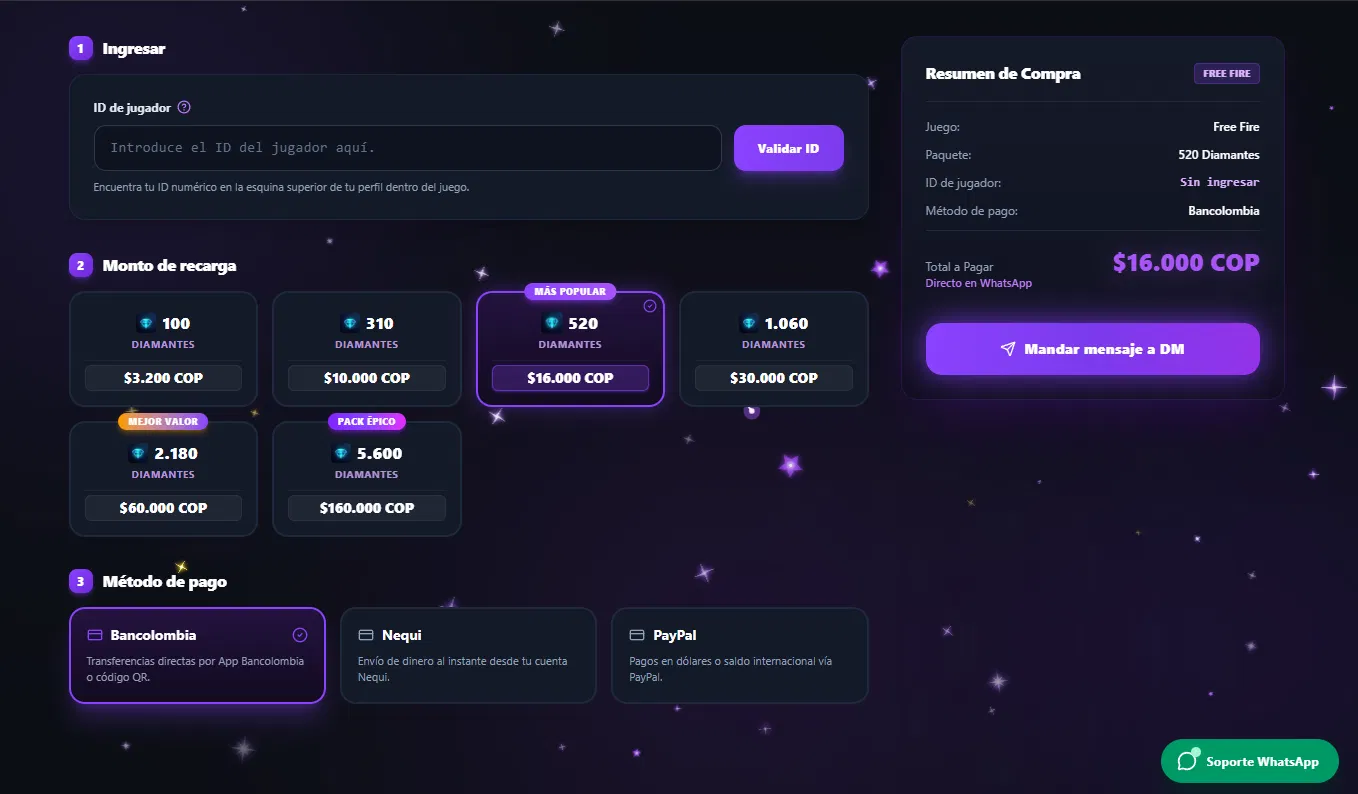 1 Ingresar
ID de jugador ?
Introduce el ID del jugador aquí.
Validar ID
Encuentra tu ID numérico en la esquina superior de tu perfil dentro del juego.
2 Monto de recarga
100
DIAMANTES
$3.200 COP
310
DIAMANTES
$10.000 COP
MÁS POPULAR
520
DIAMANTES
$16.000 COP
1.060
DIAMANTES
$30.000 COP
MEJOR VALOR
2.180
DIAMANTES
$60.000 COP
PACK ÉPICO
5.600
DIAMANTES
$160.000 COP
3 Método de pago
Bancolombia
Transferencias directas por App Bancolombia
o código QR.
Nequi
Envío de dinero al instante desde tu cuenta
Nequi.
PayPal
Pagos en dólares o saldo internacional vía
PayPal.
Resumen de Compra FREE FIRE
Juego: Free Fire
Paquete: 520 Diamantes
ID de jugador: Sin ingresar
Método de pago: Bancolombia
Total a Pagar $16.000 COP
Directo en WhatsApp
Mandar mensaje a DM
Soporte WhatsApp